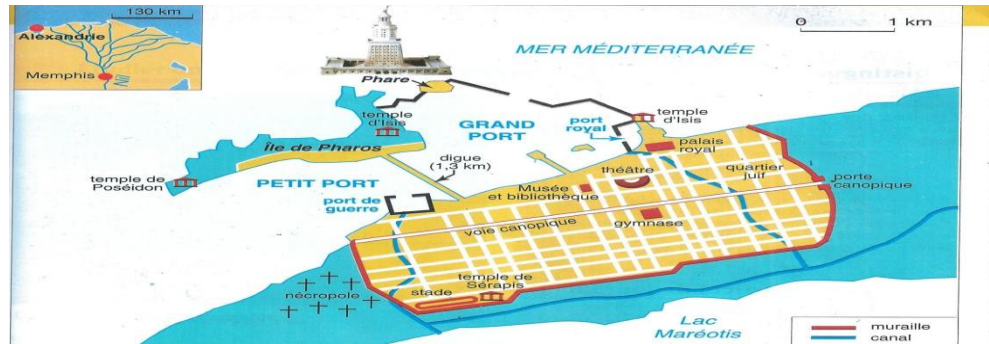 130 km
Alexandrie
Memphis
Nil
0 1 km
MER MÉDITERRANÉE
Phare
temple
d'Isis
GRAND
PORT
port
royal
temple
d'Isis
palais
royal
Île de Pharos
digue
(1,3 km)
théâtre
quartier
juif
temple de
Poséidon
PETIT PORT
port de
guerre
Musée
et bibliothèque
porte
canopique
voie canopique
gymnase
nécropole
stade
temple de
Sérapis
Lac
Maréotis
muraille
canal